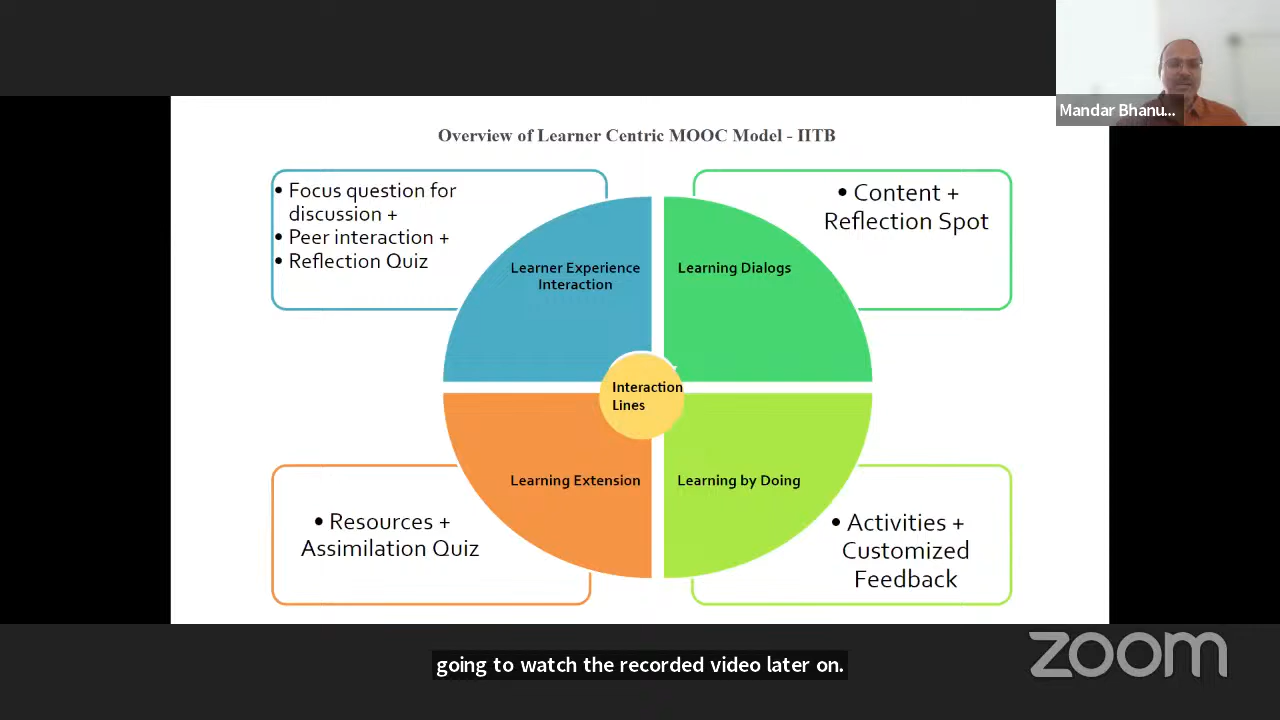 Mandar Bhanu...
Overview of Learner Centric MOOC Model - IITB
• Focus question for
discussion +
• Peer interaction +
• Reflection Quiz
• Content +
Reflection Spot
Learner Experience
Interaction
Learning Dialogs
Interaction
Lines
Learning Extension
Learning by Doing
• Resources +
Assimilation Quiz
• Activities +
Customized
Feedback
going to watch the recorded video later on.
zoom